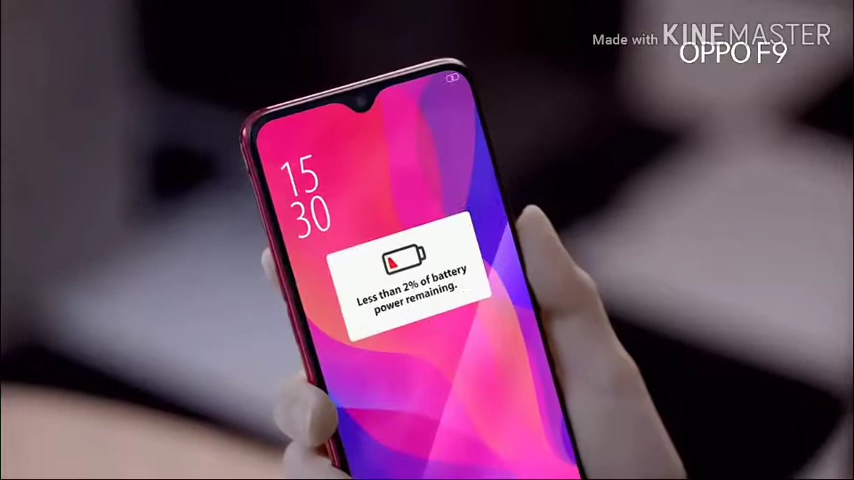 Made with KINEMASTER
OPPO F9
15
30
Less than 2% of battery
power remaining.